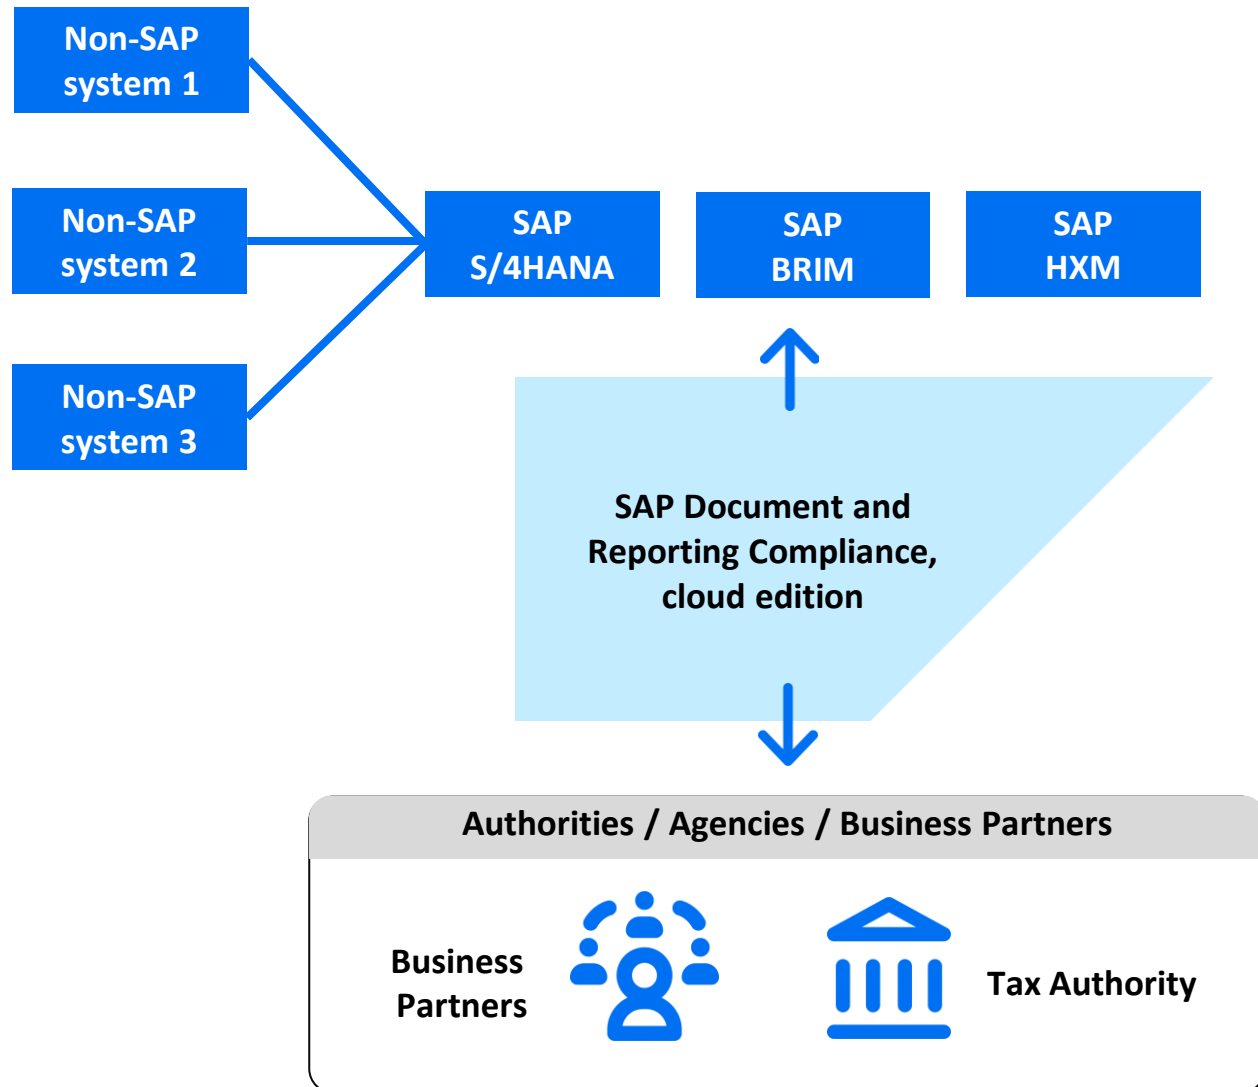 Non-SAP
system 1
Non-SAP
system 2
SAP
S/4HANA
SAP
BRIM
SAP
HXM
Non-SAP
system 3
SAP Document and
Reporting Compliance,
cloud edition
Authorities / Agencies / Business Partners
Business
Partners
Tax Authority